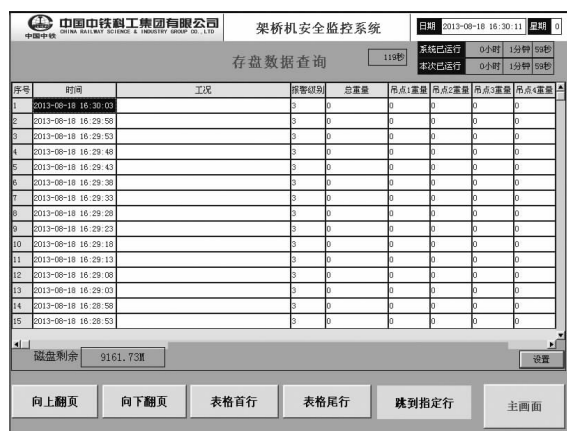 中国中铁 中国中铁科工集团有限公司 架桥机安全监控系统 日期 2013-08-18 16:30:11 星期 0
CHINA RAILWAY SCIENCE & INDUSTRY GROUP CO.,LTD
存盘数据查询 119秒 系统已运行 0小时 1分钟 59秒
本次已运行 0小时 1分钟 59秒
序号 时间 工况 报警级别 总重量 吊点1重量 吊点2重量 吊点3重量 吊点4重量
1 2013-08-18 16:30:03 3 0 0 0 0 0
2 2013-08-18 16:29:58 3 0 0 0 0 0
3 2013-08-18 16:29:53 3 0 0 0 0 0
4 2013-08-18 16:29:48 3 0 0 0 0 0
5 2013-08-18 16:29:43 3 0 0 0 0 0
6 2013-08-18 16:29:38 3 0 0 0 0 0
7 2013-08-18 16:29:33 3 0 0 0 0 0
8 2013-08-18 16:29:28 3 0 0 0 0 0
9 2013-08-18 16:29:23 3 0 0 0 0 0
10 2013-08-18 16:29:18 3 0 0 0 0 0
11 2013-08-18 16:29:13 3 0 0 0 0 0
12 2013-08-18 16:29:08 3 0 0 0 0 0
13 2013-08-18 16:29:03 3 0 0 0 0 0
14 2013-08-18 16:28:58 3 0 0 0 0 0
15 2013-08-18 16:28:53 3 0 0 0 0 0
磁盘剩余 9161.73M 设置
向上翻页 向下翻页 表格首行 表格尾行 跳到指定行 主画面